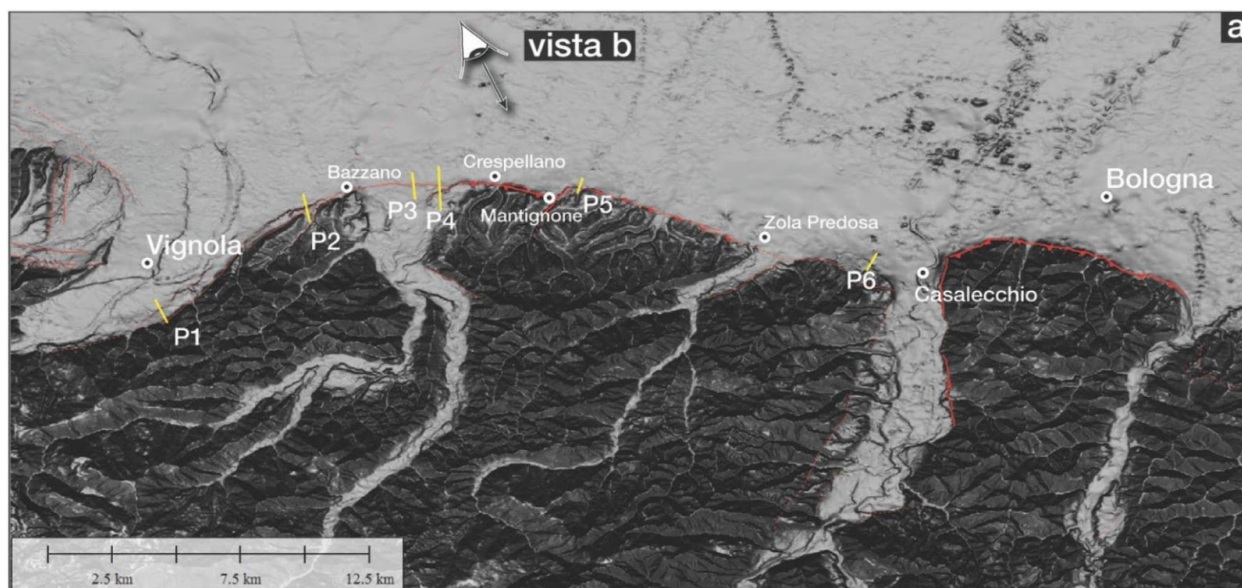 a
vista b
Crespellano
Bazzano
P3
P4
Mantignone
P5
Bologna
P2
Vignola
Zola Predosa
P6
Casalecchio
P1
2.5 km
7.5 km
12.5 km